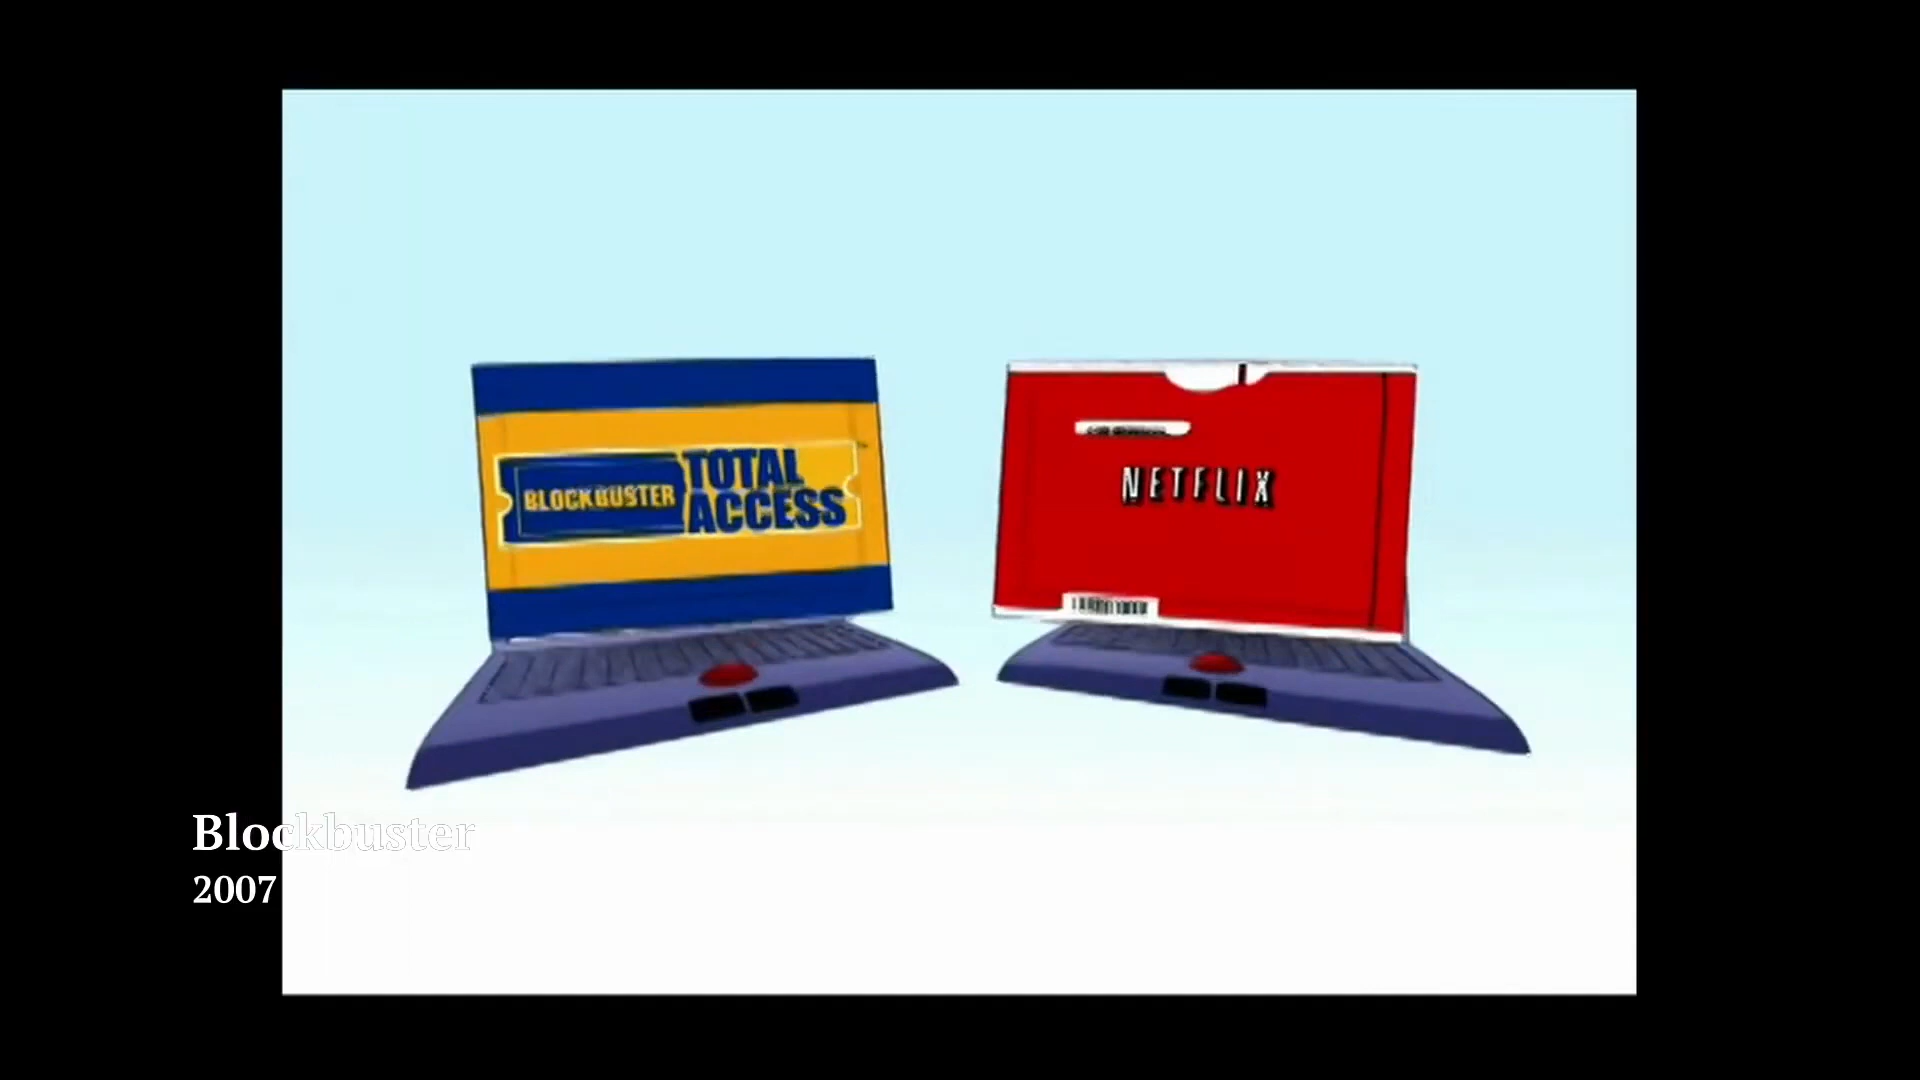 BLOCKBUSTER
TOTAL
ACCESS
NETFLIX
Blockbuster
2007